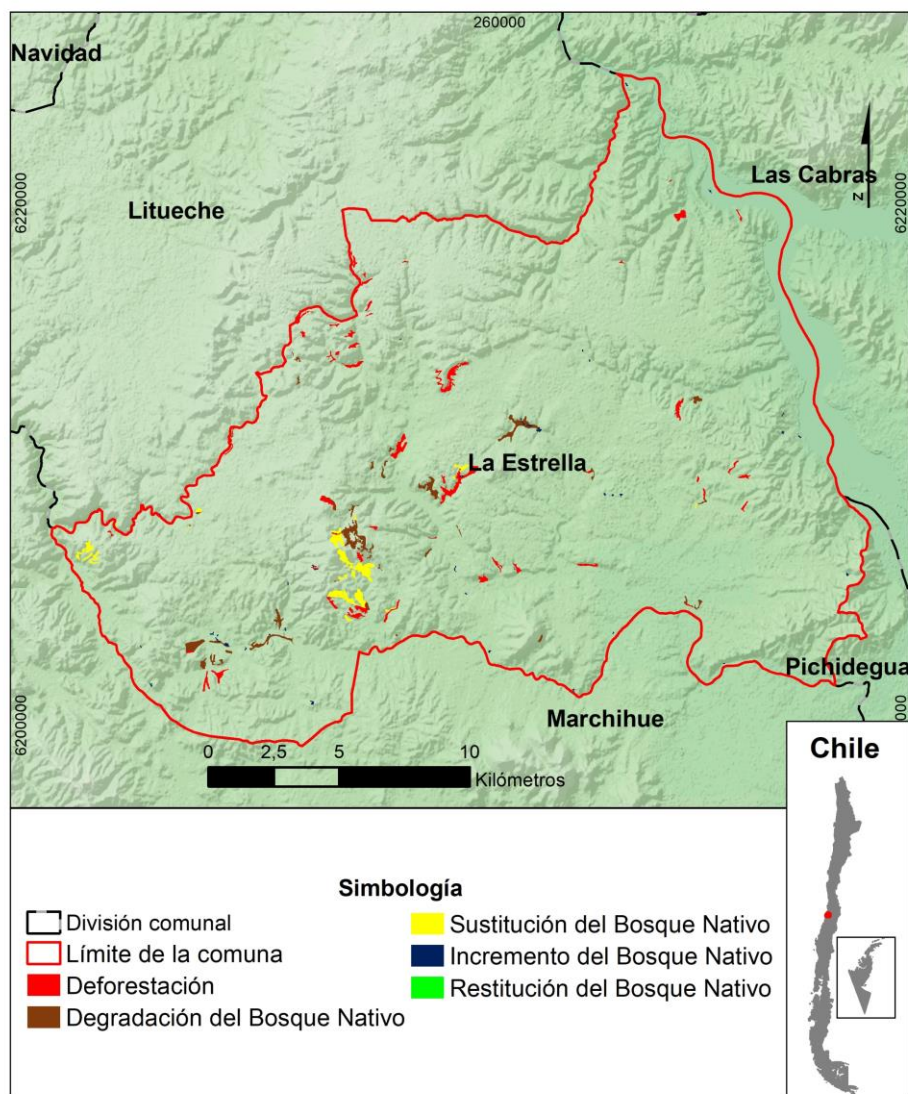 260000
Navidad
Las Cabras
N
6220000
6220000
Litueche
La Estrella
Pichidegua
Marchihue
6200000
0 2,5 5 10
Kilómetros
Chile
Simbología
División comunal
Límite de la comuna
Deforestación
Degradación del Bosque Nativo
Sustitución del Bosque Nativo
Incremento del Bosque Nativo
Restitución del Bosque Nativo